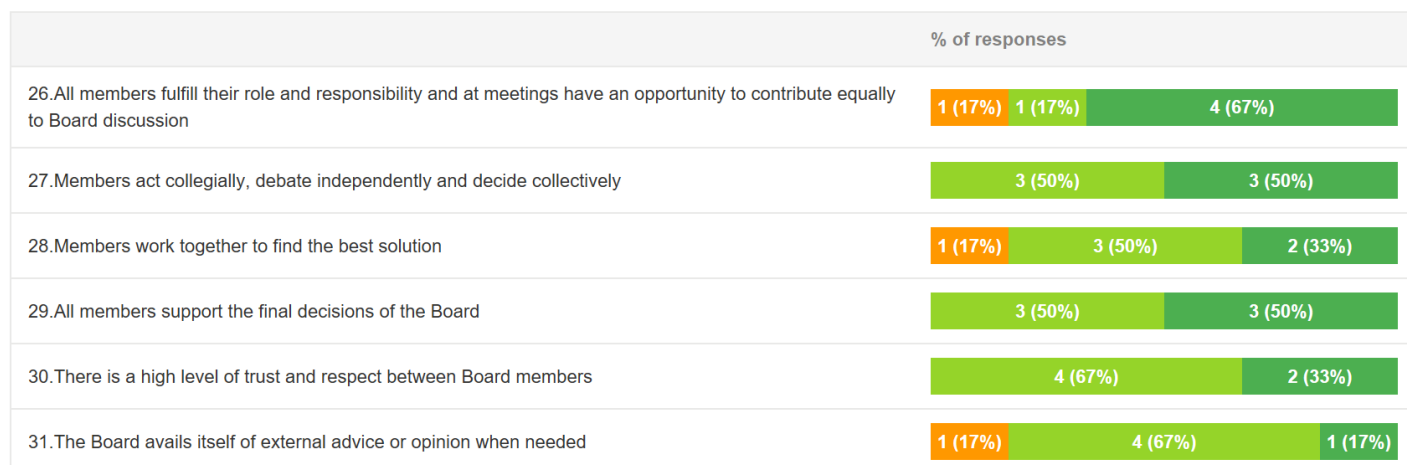 % of responses
26.All members fulfill their role and responsibility and at meetings have an opportunity to contribute equally
to Board discussion
1 (17%) 1 (17%) 4 (67%)
27.Members act collegially, debate independently and decide collectively
3 (50%) 3 (50%)
28.Members work together to find the best solution
1 (17%) 3 (50%) 2 (33%)
29.All members support the final decisions of the Board
3 (50%) 3 (50%)
30.There is a high level of trust and respect between Board members
4 (67%) 2 (33%)
31.The Board avails itself of external advice or opinion when needed
1 (17%) 4 (67%) 1 (17%)